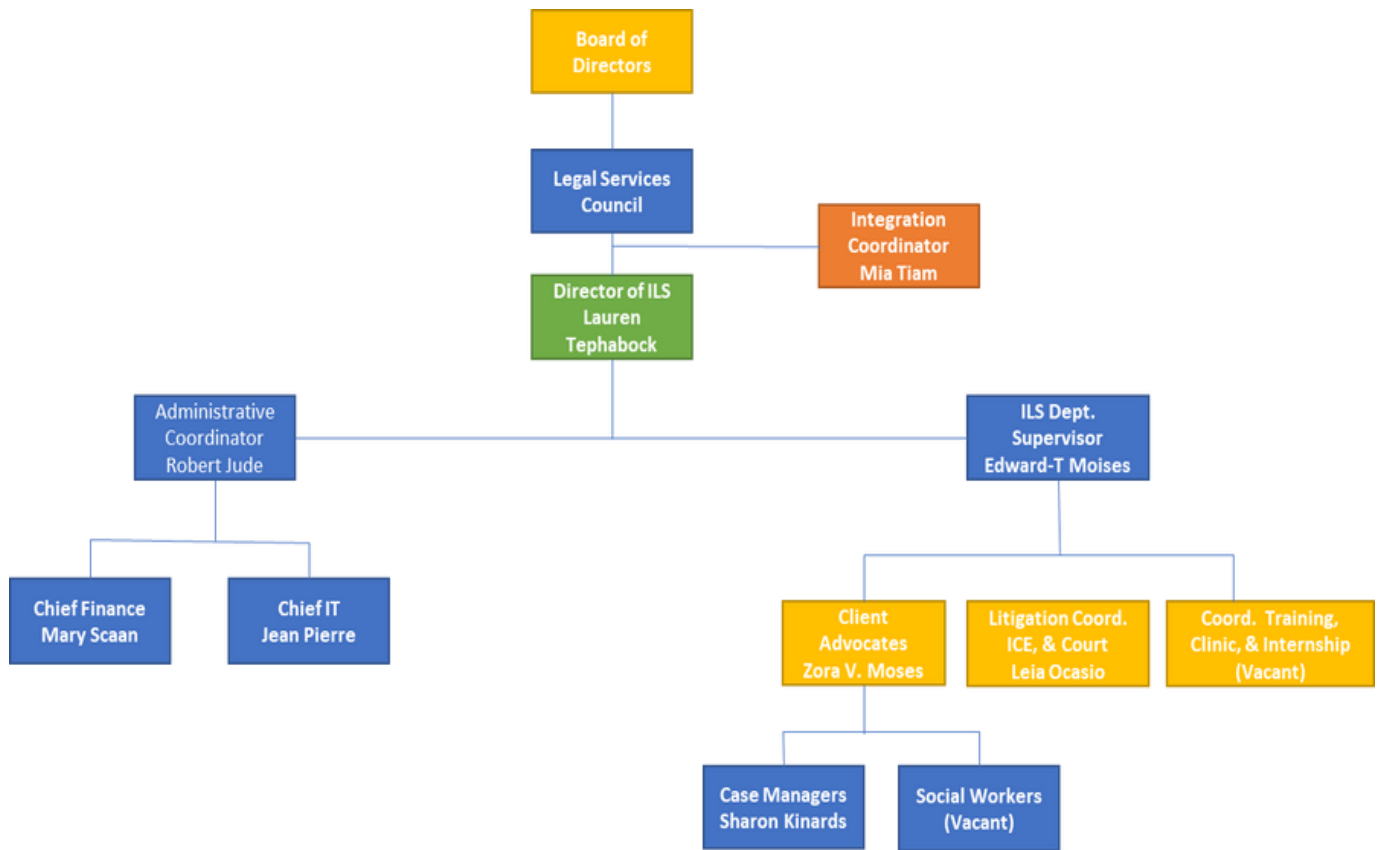 Board of
Directors
Legal Services
Council
Integration
Coordinator
Mia Tiam
Director of ILS
Lauren
Tephabock
Administrative
Coordinator
Robert Jude
ILS Dept.
Supervisor
Edward-T Moises
Chief Finance
Mary Scaan
Chief IT
Jean Pierre
Client
Advocates
Zora V. Moses
Litigation Coord.
ICE, & Court
Leia Ocasio
Coord. Training,
Clinic, & Internship
(Vacant)
Case Managers
Sharon Kinards
Social Workers
(Vacant)